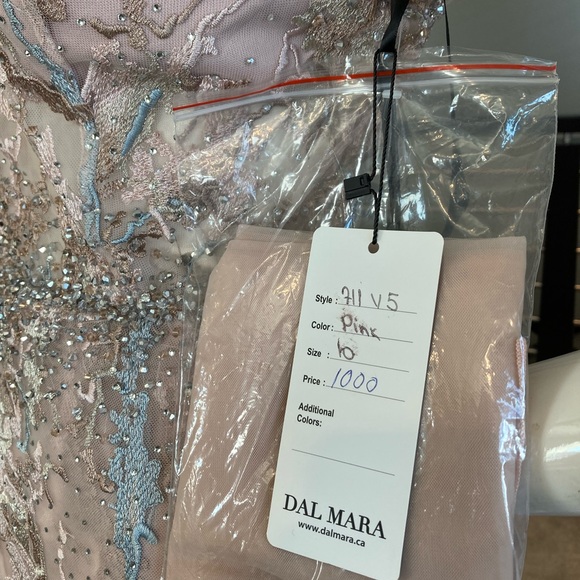 Style : 711 V5
Color : Pink
Size : 10
Price : 1000
Additional
Colors:
DAL MARA
www.dalmara.ca